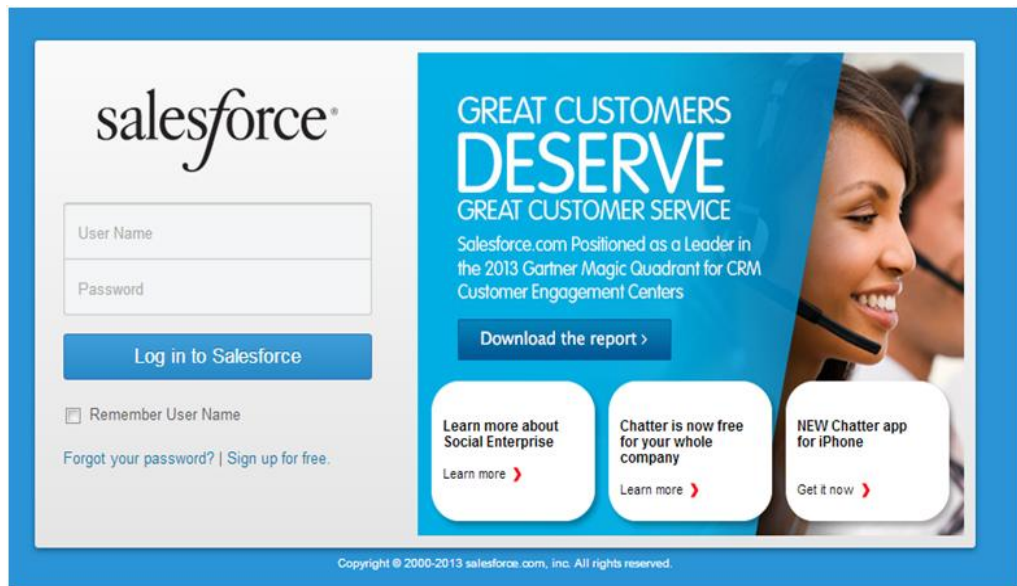 salesforce®
User Name
Password
Log in to Salesforce
Remember User Name
Forgot your password? | Sign up for free.
GREAT CUSTOMERS
DESERVE
GREAT CUSTOMER SERVICE
Salesforce.com Positioned as a Leader in
the 2013 Gartner Magic Quadrant for CRM
Customer Engagement Centers
Download the report ›
Learn more about
Social Enterprise
Learn more ❯
Chatter is now free
for your whole
company
Learn more ❯
NEW Chatter app
for iPhone
Get it now ❯
Copyright © 2000-2013 salesforce.com, inc. All rights reserved.